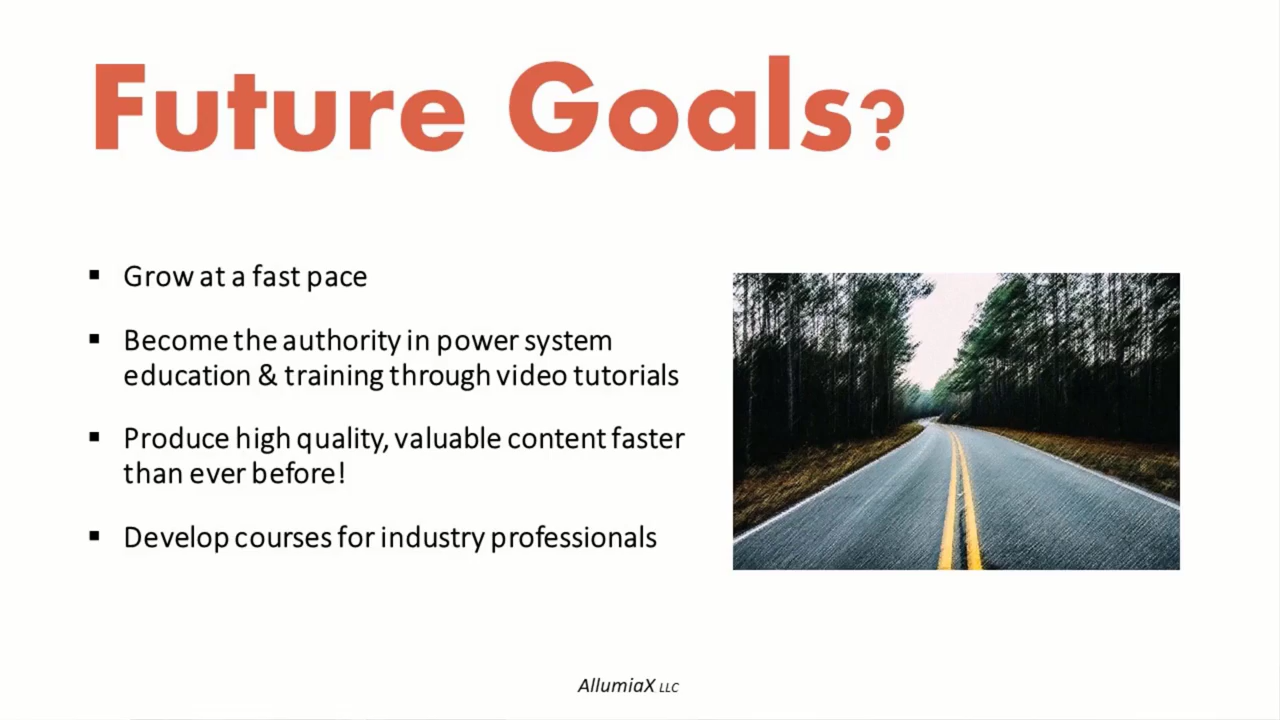 Future Goals?
▪ Grow at a fast pace
▪ Become the authority in power system
education & training through video tutorials
▪ Produce high quality, valuable content faster
than ever before!
▪ Develop courses for industry professionals
AllumiaX LLC